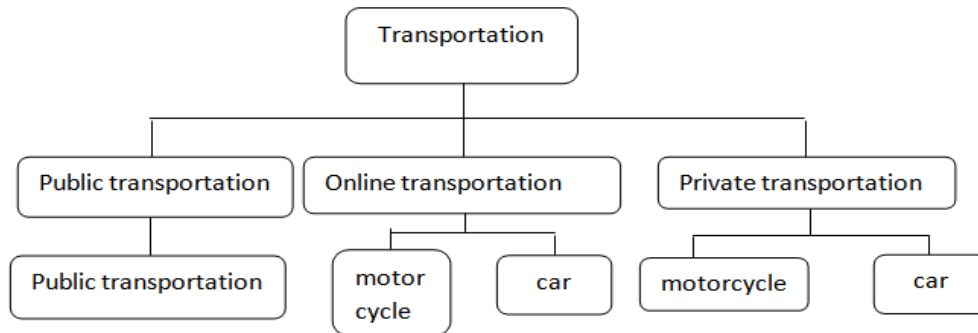 Transportation
Public transportation
Online transportation
Private transportation
Public transportation
motor
cycle
car
motorcycle
car